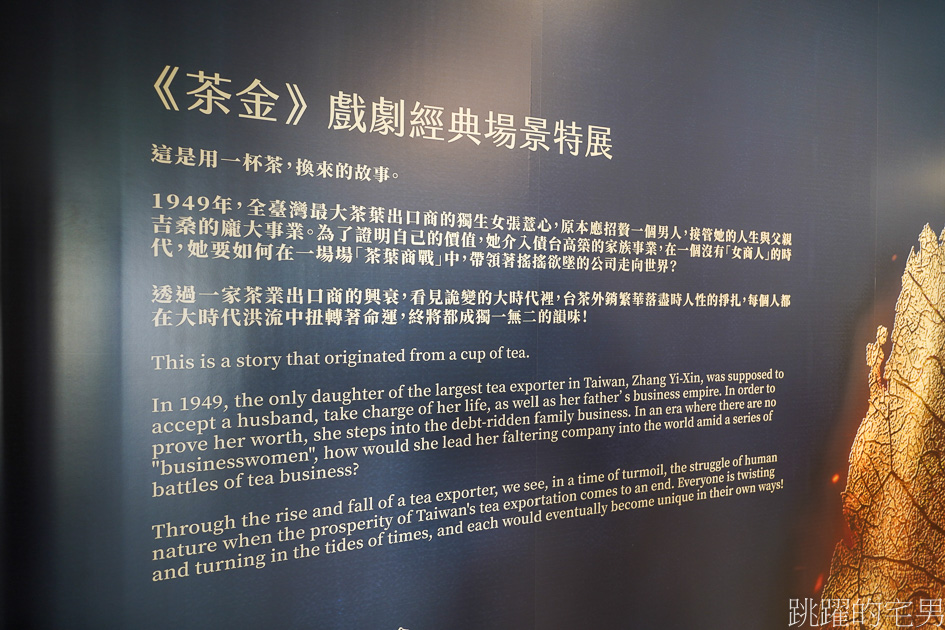 《茶金》戲劇經典場景特展
這是用一杯茶，換來的故事。
1949年，全臺灣最大茶葉出口商的獨生女張薏心，原本應招贅一個男人，接管她的人生與父親
吉桑的龐大事業。為了證明自己的價值，她介入債台高築的家族事業，在一個沒有「女商人」的時
代，她要如何在一場場「茶葉商戰」中，帶領著搖搖欲墜的公司走向世界？
透過一家茶業出口商的興衰，看見詭變的大時代裡，台茶外銷繁華落盡時人性的掙扎，每個人都
在大時代洪流中扭轉著命運，終將都成獨一無二的韻味！
This is a story that originated from a cup of tea.
In 1949, the only daughter of the largest tea exporter in Taiwan, Zhang Yi-Xin, was supposed to
accept a husband, take charge of her life, as well as her father's business empire. In order to
prove her worth, she steps into the debt-ridden family business. In an era where there are no
"businesswomen", how would she lead her faltering company into the world amid a series of
battles of tea business?
Through the rise and fall of a tea exporter, we see, in a time of turmoil, the struggle of human
nature when the prosperity of Taiwan's tea exportation comes to an end. Everyone is twisting
and turning in the tides of times, and each would eventually become unique in their own ways!
跳躍的宅男